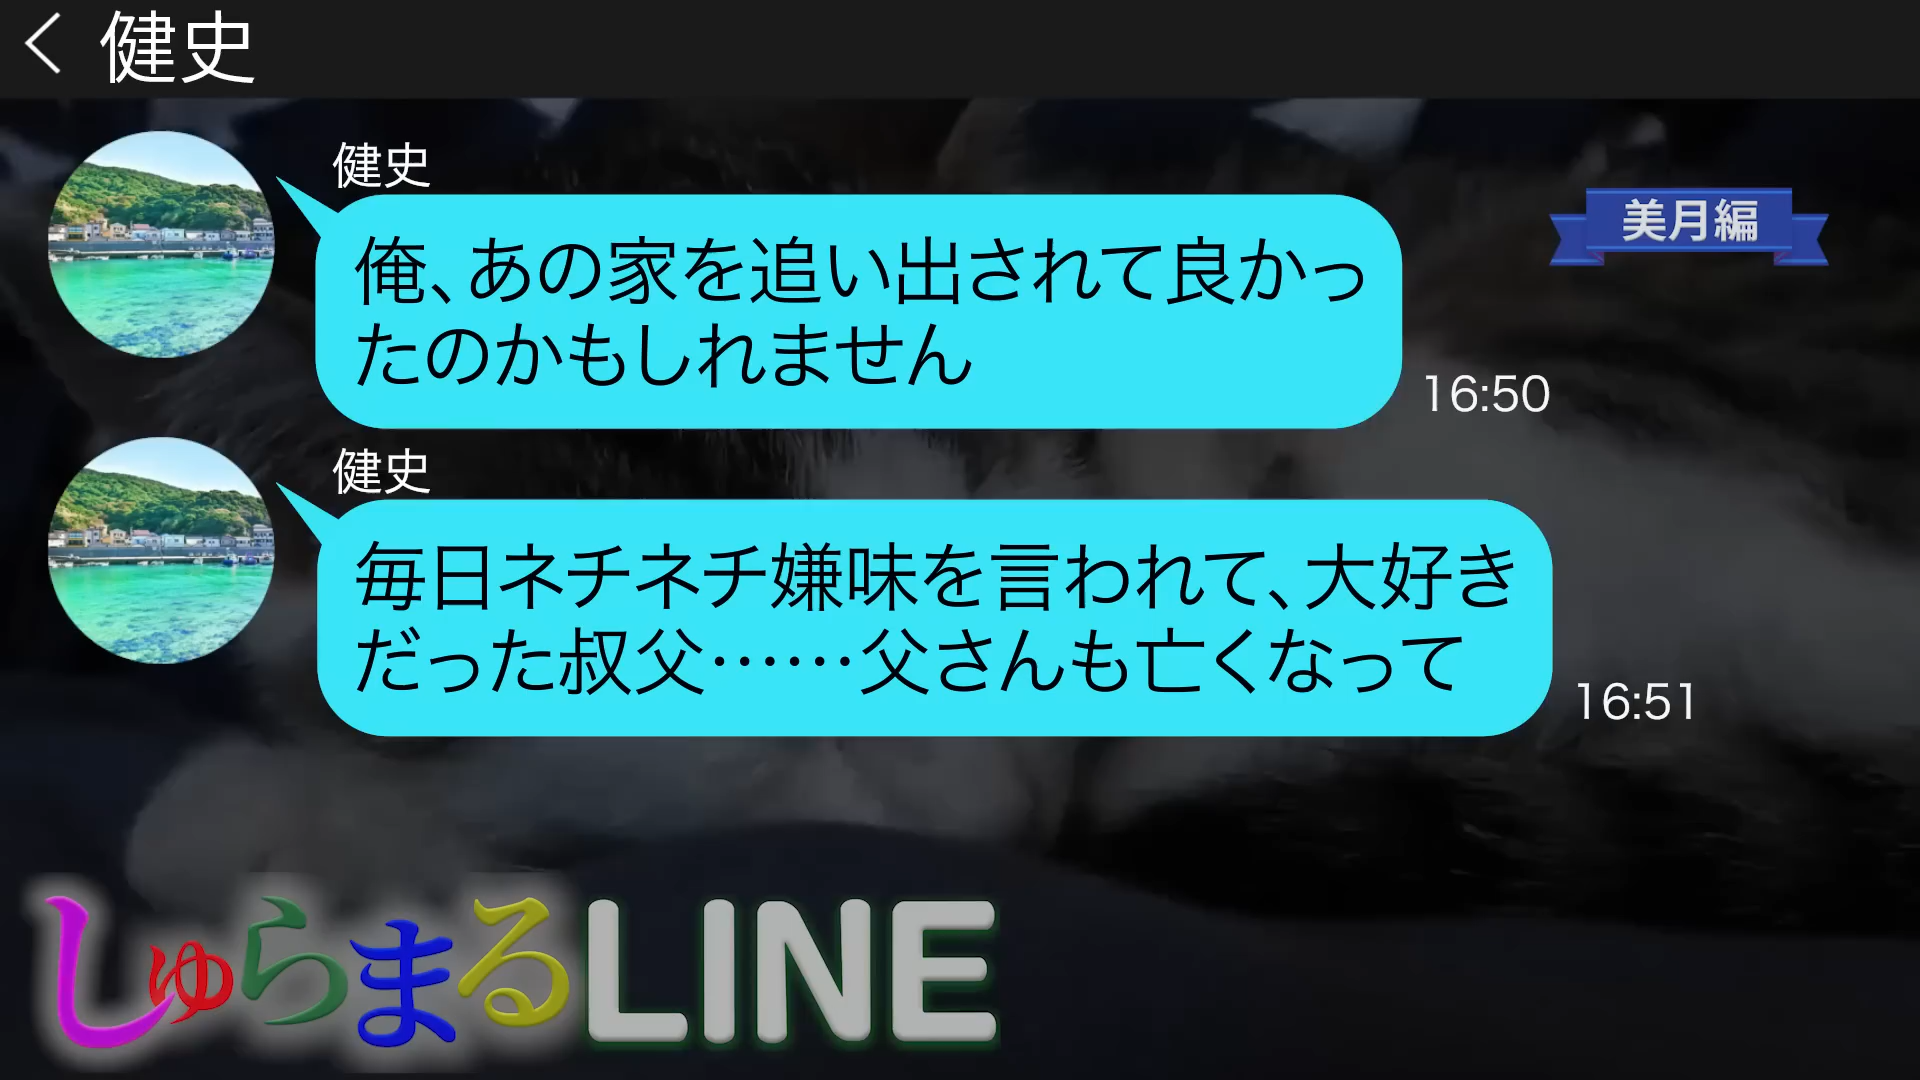 健史
健史
美月編
俺、あの家を追い出されて良かっ
たのかもしれません
16:50
健史
毎日ネチネチ嫌味を言われて、大好き
だった叔父……父さんも亡くなって
16:51
しゅらまるLINE